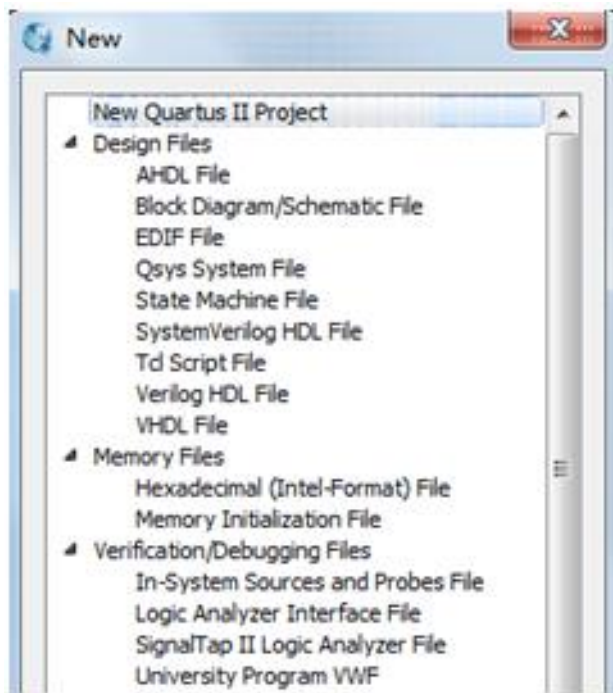 New
New Quartus II Project
Design Files
AHDL File
Block Diagram/Schematic File
EDIF File
Qsys System File
State Machine File
SystemVerilog HDL File
Tcl Script File
Verilog HDL File
VHDL File
Memory Files
Hexadecimal (Intel-Format) File
Memory Initialization File
Verification/Debugging Files
In-System Sources and Probes File
Logic Analyzer Interface File
SignalTap II Logic Analyzer File
University Program VWF